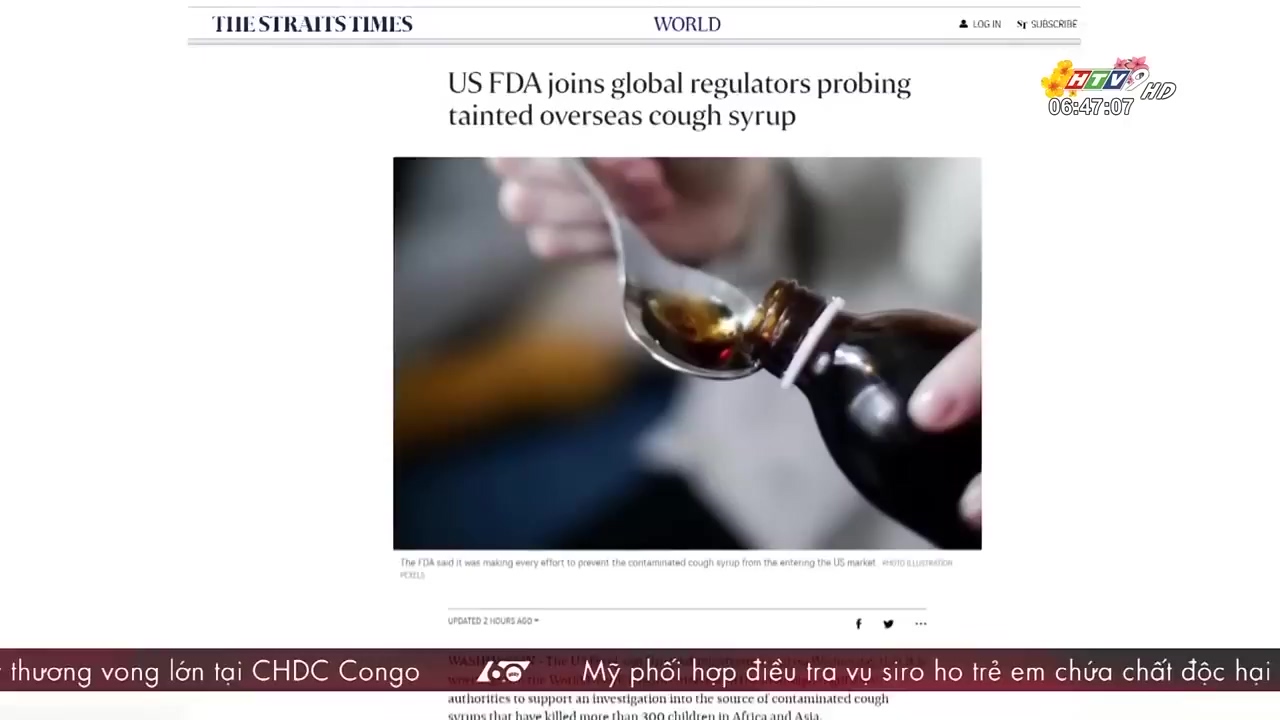 THE STRAITS TIMES
WORLD
LOG IN
ST SUBSCRIBE
US FDA joins global regulators probing
tainted overseas cough syrup
HTV9 HD
06:47:07
The FDA said it was making every effort to prevent the contaminated cough syrup from the entering the US market. PHOTO ILLUSTRATION:
PEXELS
UPDATED 2 HOURS AGO
thương vong lớn tại CHDC Congo
60 giây
Mỹ phối hợp điều tra vụ siro ho trẻ em chứa chất độc hại
authorities to support an investigation into the source of contaminated cough
syrups that have killed more than 300 children in Africa and Asia.